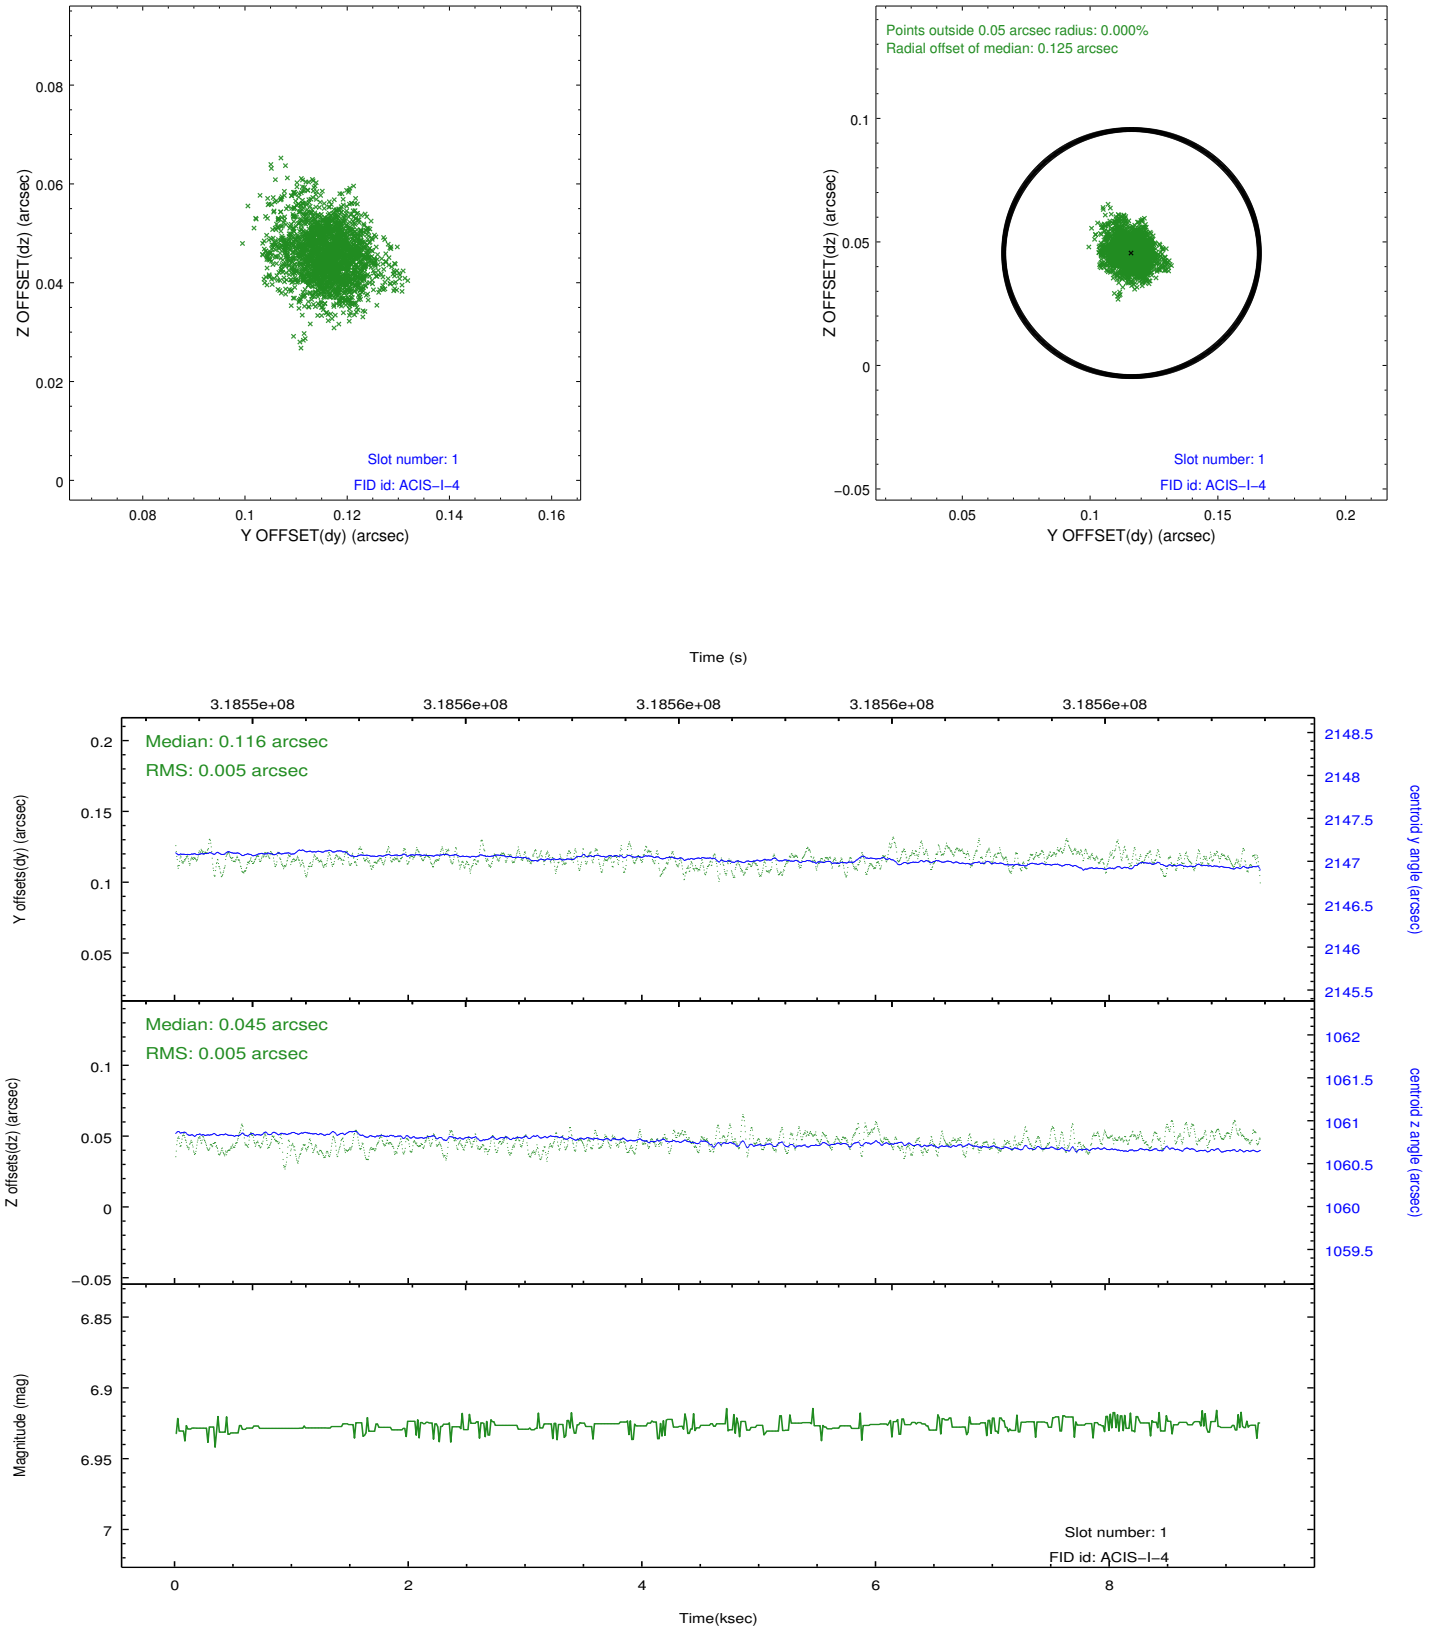 0.08
0.06
0.04
0.02
0
Z OFFSET(dz) (arcsec)
Slot number: 1
FID id: ACIS−I−4
0.08 0.1 0.12 0.14 0.16
Y OFFSET(dy) (arcsec)
Points outside 0.05 arcsec radius: 0.000%
Radial offset of median: 0.125 arcsec
0.1
0.05
0
−0.05
Z OFFSET(dz) (arcsec)
Slot number: 1
FID id: ACIS−I−4
0.05 0.1 0.15 0.2
Y OFFSET(dy) (arcsec)
Time (s)
3.1855e+08 3.1856e+08 3.1856e+08 3.1856e+08 3.1856e+08
Median: 0.116 arcsec
RMS: 0.005 arcsec
0.2
0.15
0.1
0.05
Y offsets(dy) (arcsec)
2148.5
2148
2147.5
2147
2146.5
2146
2145.5
centroid y angle (arcsec)
Median: 0.045 arcsec
RMS: 0.005 arcsec
0.1
0.05
0
−0.05
Z offsets(dz) (arcsec)
1062
1061.5
1061
1060.5
1060
1059.5
centroid z angle (arcsec)
6.85
6.9
6.95
7
Magnitude (mag)
Slot number: 1
FID id: ACIS−I−4
0 2 4 6 8
Time(ksec)